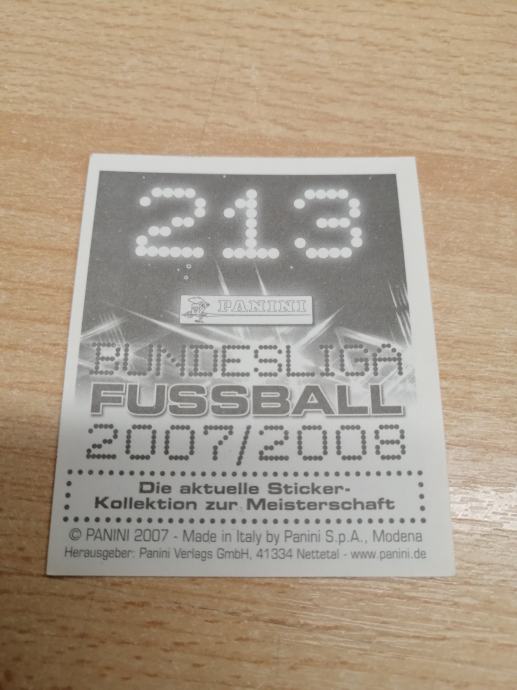 213
PANINI
BUNDESLIGA
FUSSBALL
2007/2008
Die aktuelle Sticker-
Kollektion zur Meisterschaft
© PANINI 2007 - Made in Italy by Panini S.p.A., Modena
Herausgeber: Panini Verlags GmbH, 41334 Nettetal - www.panini.de